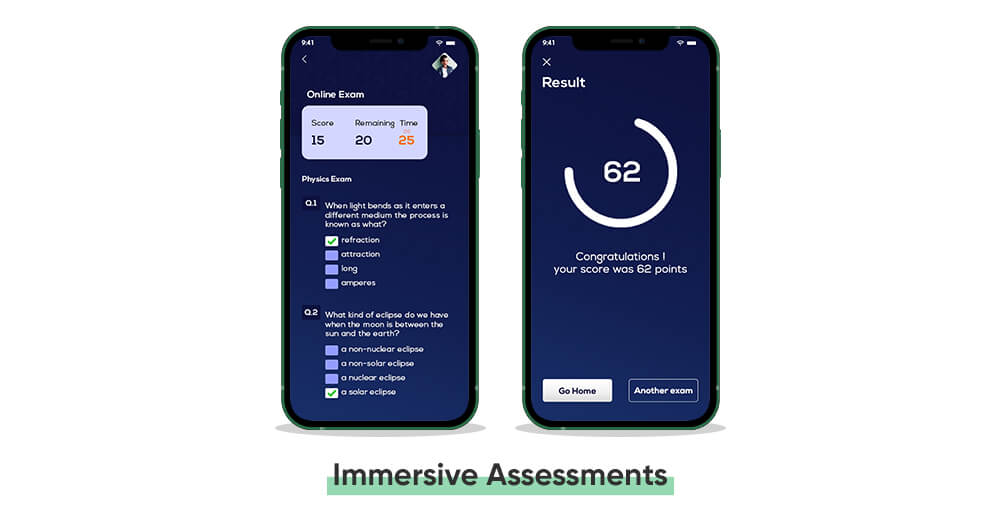 9:41
Online Exam
Score Remaining Time
15 20 25
Physics Exam
Q.1 When light bends as it enters a
different medium the process is
known as what?
refraction
attraction
long
amperes
Q.2 What kind of eclipse do we have
when the moon is between the
sun and the earth?
a non-nuclear eclipse
a non-solar eclipse
a nuclear eclipse
a solar eclipse
9:41
Result
62
Congratulations !
your score was 62 points
Go Home Another exam
Immersive Assessments